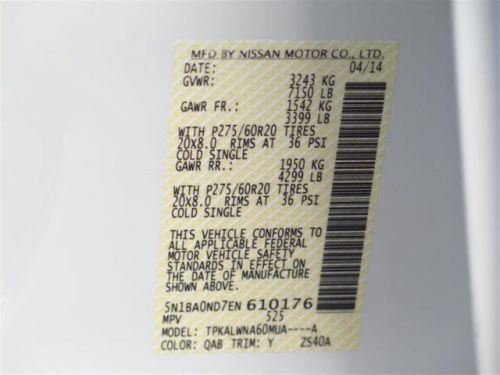 MFD BY NISSAN MOTOR CO., LTD.
DATE: 04/14
GVWR: 3243 KG
7150 LB
GAWR FR.: 1542 KG
3399 LB
WITH P275/60R20 TIRES
20x8.0 RIMS AT 36 PSI
COLD SINGLE
GAWR RR.: 1950 KG
4299 LB
WITH P275/60R20 TIRES
20x8.0 RIMS AT 36 PSI
COLD SINGLE
THIS VEHICLE CONFORMS TO
ALL APPLICABLE FEDERAL
MOTOR VEHICLE SAFETY
STANDARDS IN EFFECT ON
THE DATE OF MANUFACTURE
SHOWN ABOVE.
5N1BA0ND7EN 610176
MPV 525
MODEL: TPKALWNA60MUA----A
COLOR: QAB TRIM: Y ZS40A